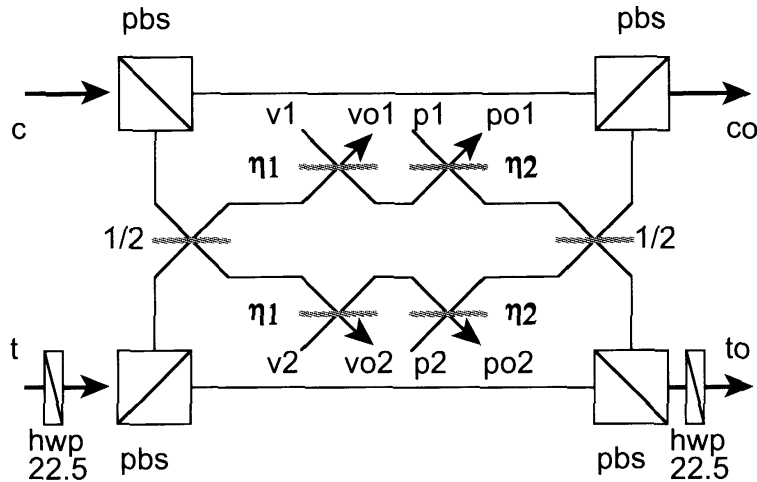 pbs pbs
c v1 vo1 p1 po1 co
η1 η2
1/2 1/2
η1 η2
t v2 vo2 p2 po2 to
hwp hwp
22.5 pbs pbs 22.5